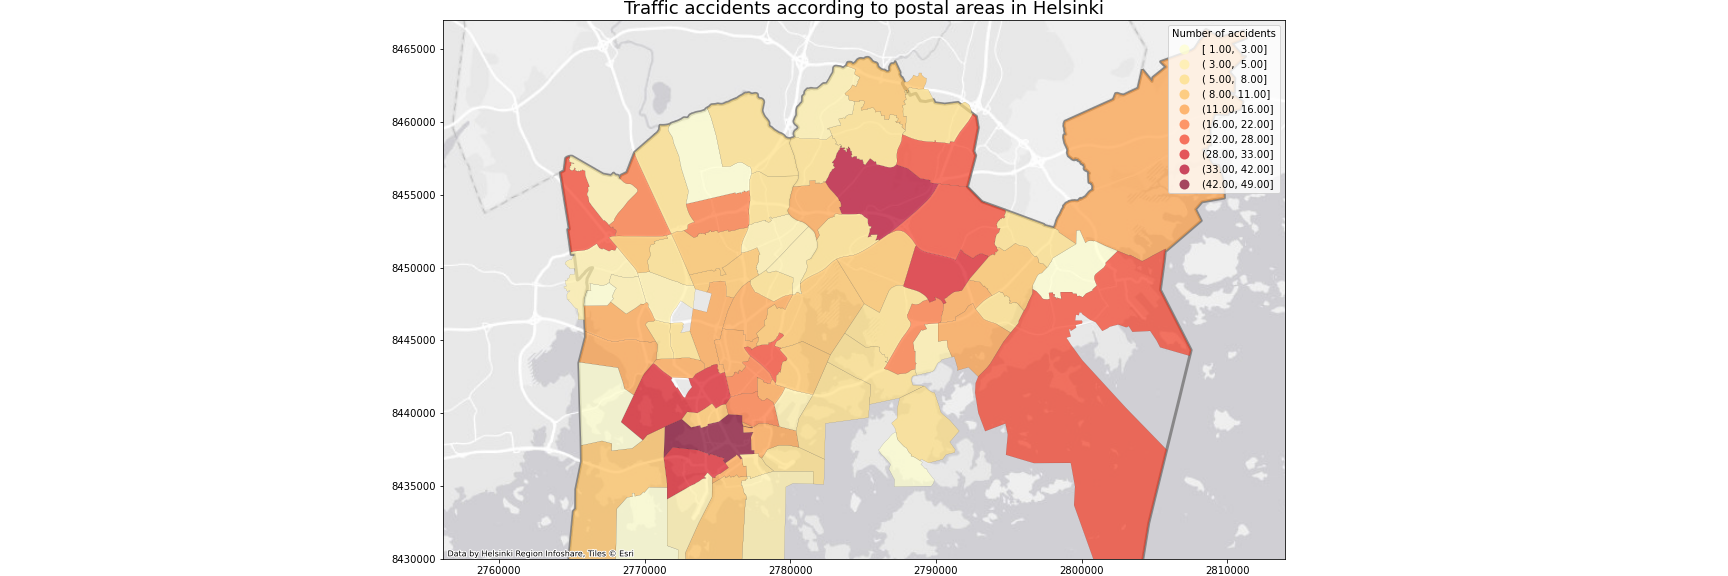 Traffic accidents according to postal areas in Helsinki
Number of accidents
[ 1.00,  3.00]
( 3.00,  5.00]
( 5.00,  8.00]
( 8.00, 11.00]
(11.00, 16.00]
(16.00, 22.00]
(22.00, 28.00]
(28.00, 33.00]
(33.00, 42.00]
(42.00, 49.00]
8465000
8460000
8455000
8450000
8445000
8440000
8435000
8430000
Data by Helsinki Region Infoshare, Tiles © Esri
2760000 2770000 2780000 2790000 2800000 2810000